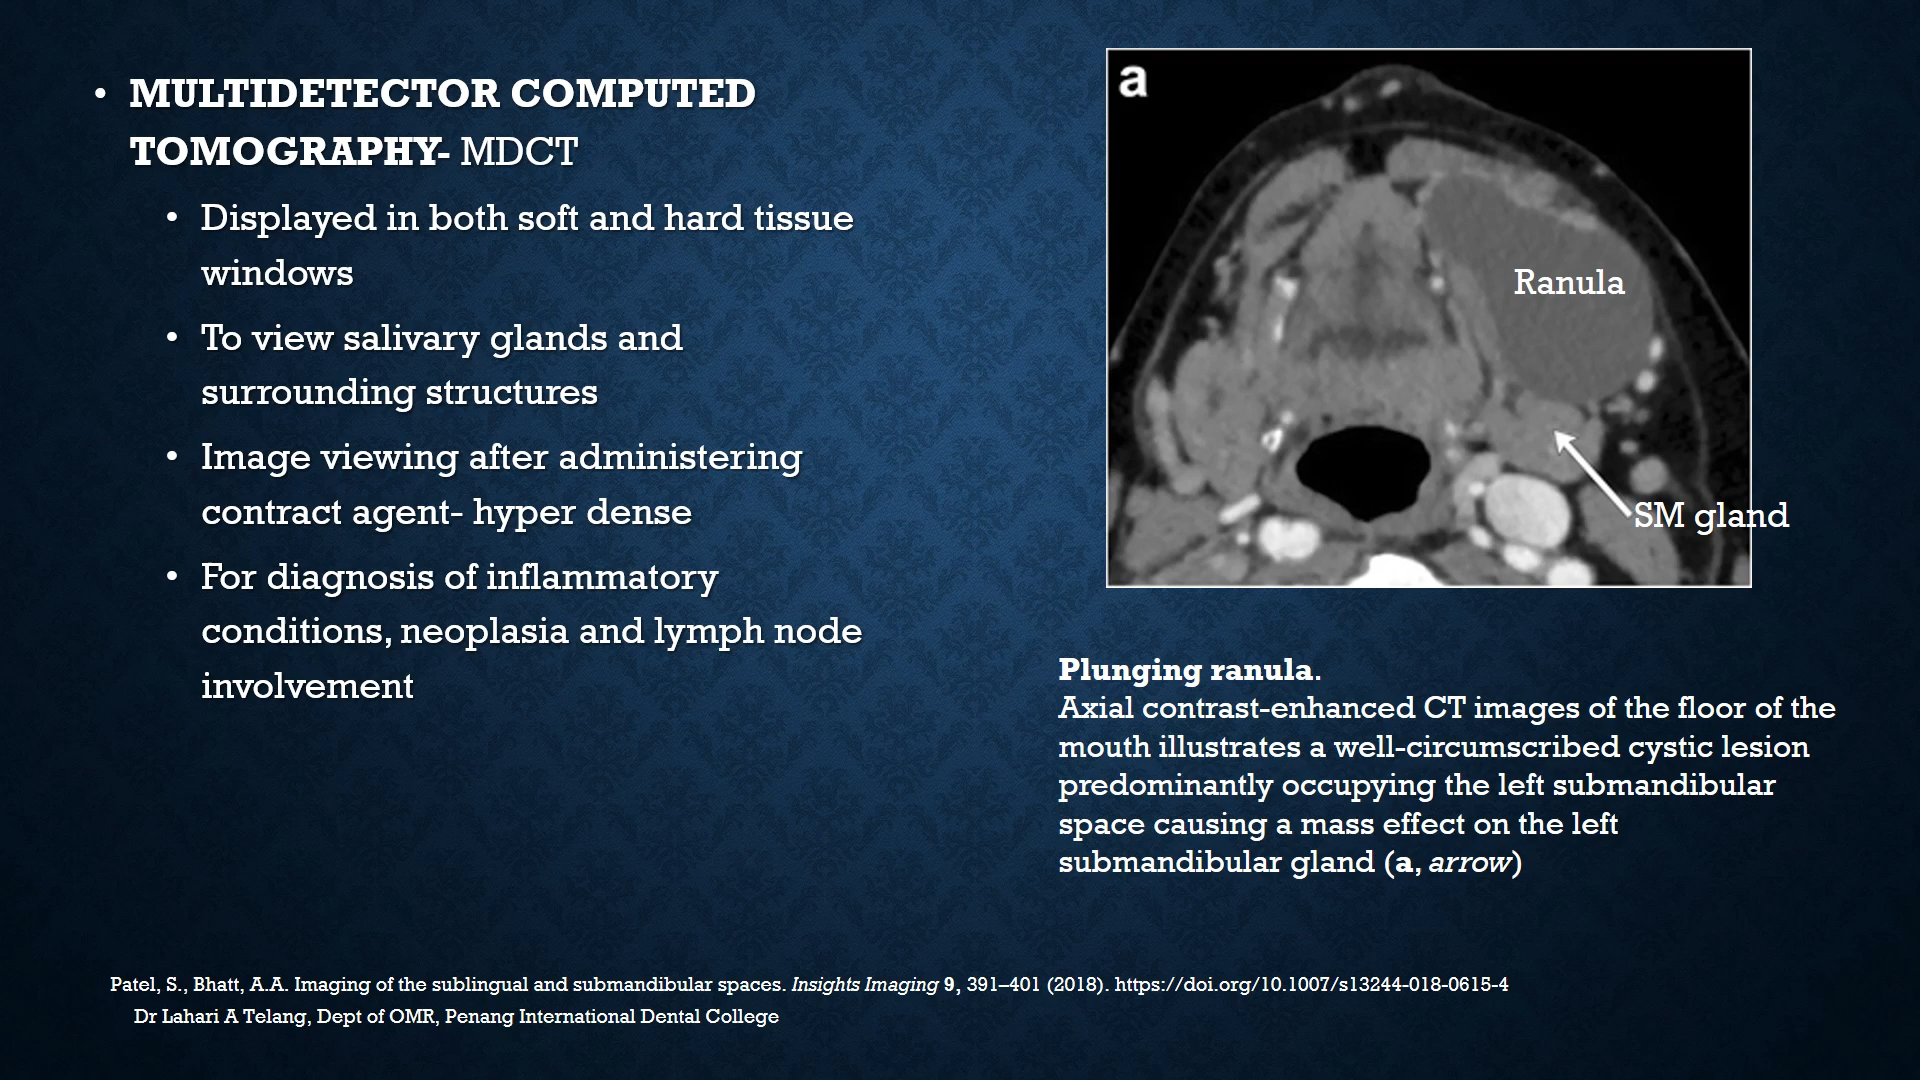 • MULTIDETECTOR COMPUTED
TOMOGRAPHY- MDCT
• Displayed in both soft and hard tissue
windows
• To view salivary glands and
surrounding structures
• Image viewing after administering
contract agent- hyper dense
• For diagnosis of inflammatory
conditions, neoplasia and lymph node
involvement
a
Ranula
SM gland
Plunging ranula.
Axial contrast-enhanced CT images of the floor of the
mouth illustrates a well-circumscribed cystic lesion
predominantly occupying the left submandibular
space causing a mass effect on the left
submandibular gland (a, arrow)
Patel, S., Bhatt, A.A. Imaging of the sublingual and submandibular spaces. Insights Imaging 9, 391–401 (2018). https://doi.org/10.1007/s13244-018-0615-4
Dr Lahari A Telang, Dept of OMR, Penang International Dental College